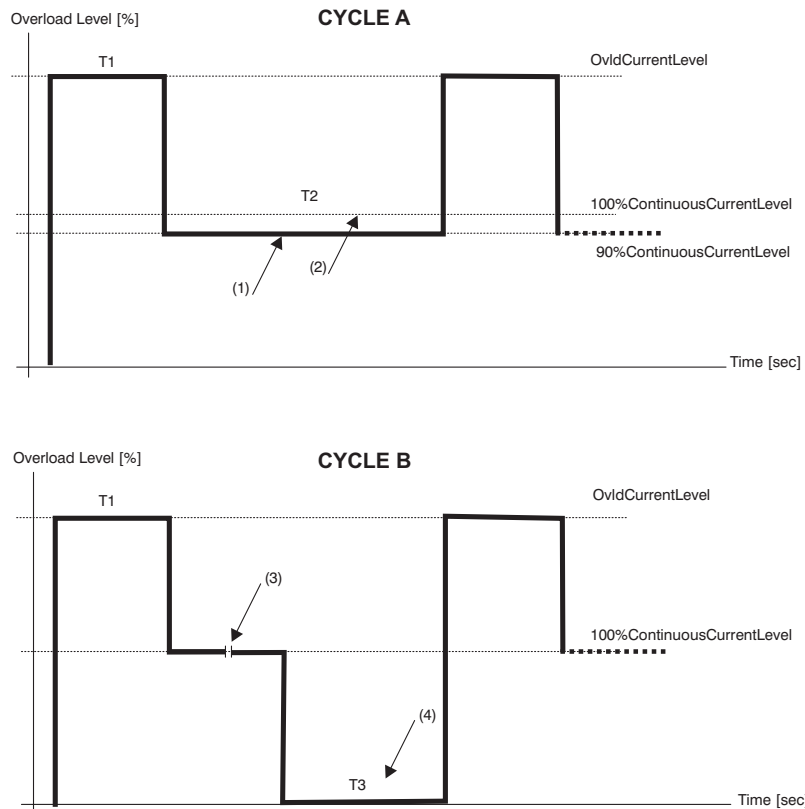 Overload Level [%]
CYCLE A
T1
OvldCurrentLevel
T2
100%ContinuousCurrentLevel
90%ContinuousCurrentLevel
(1)
(2)
Time [sec]
Overload Level [%]
CYCLE B
T1
OvldCurrentLevel
(3)
100%ContinuousCurrentLevel
(4)
T3
Time [sec